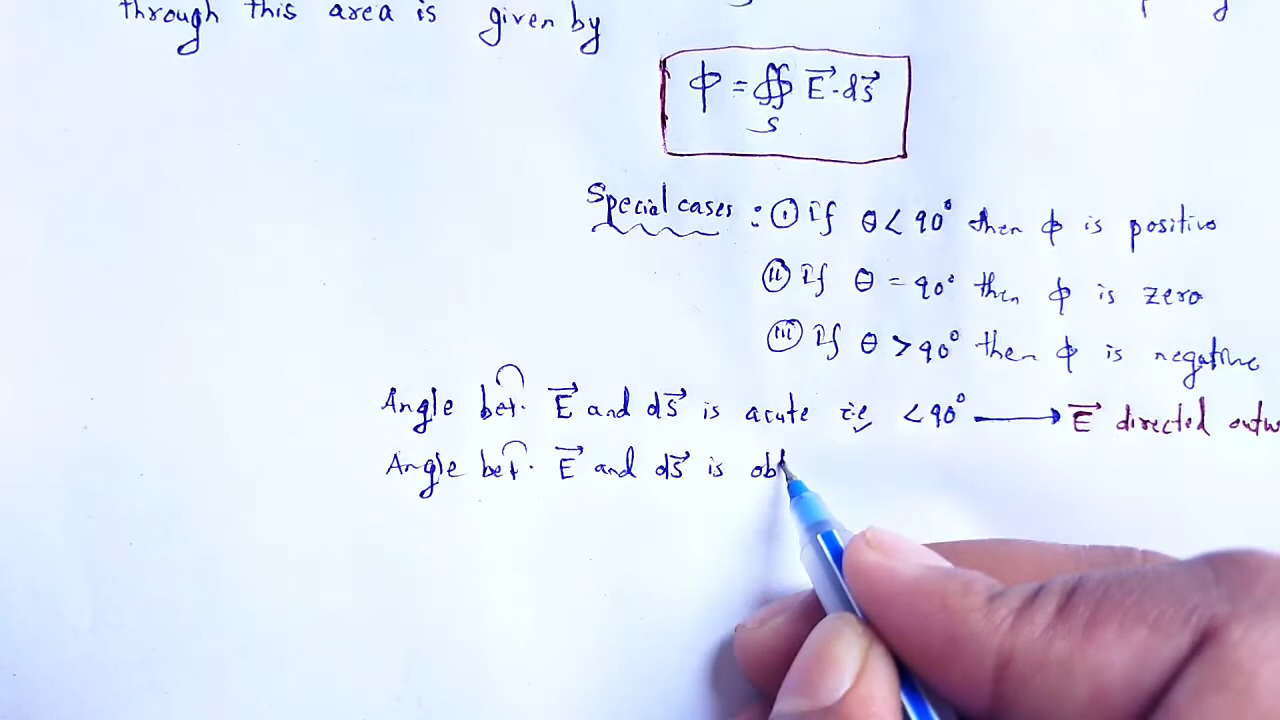 through this area is given by
ϕ = ∯ E⃗·dS⃗
S
Special cases : ⓘ if θ < 90° then ϕ is positive
ⅱ If θ = 90° then ϕ is zero
ⅲ If θ > 90° then ϕ is negative
Angle bet. E⃗ and dS⃗ is acute ie < 90° ⟶ E⃗ directed outw
Angle bet. E⃗ and dS⃗ is obt